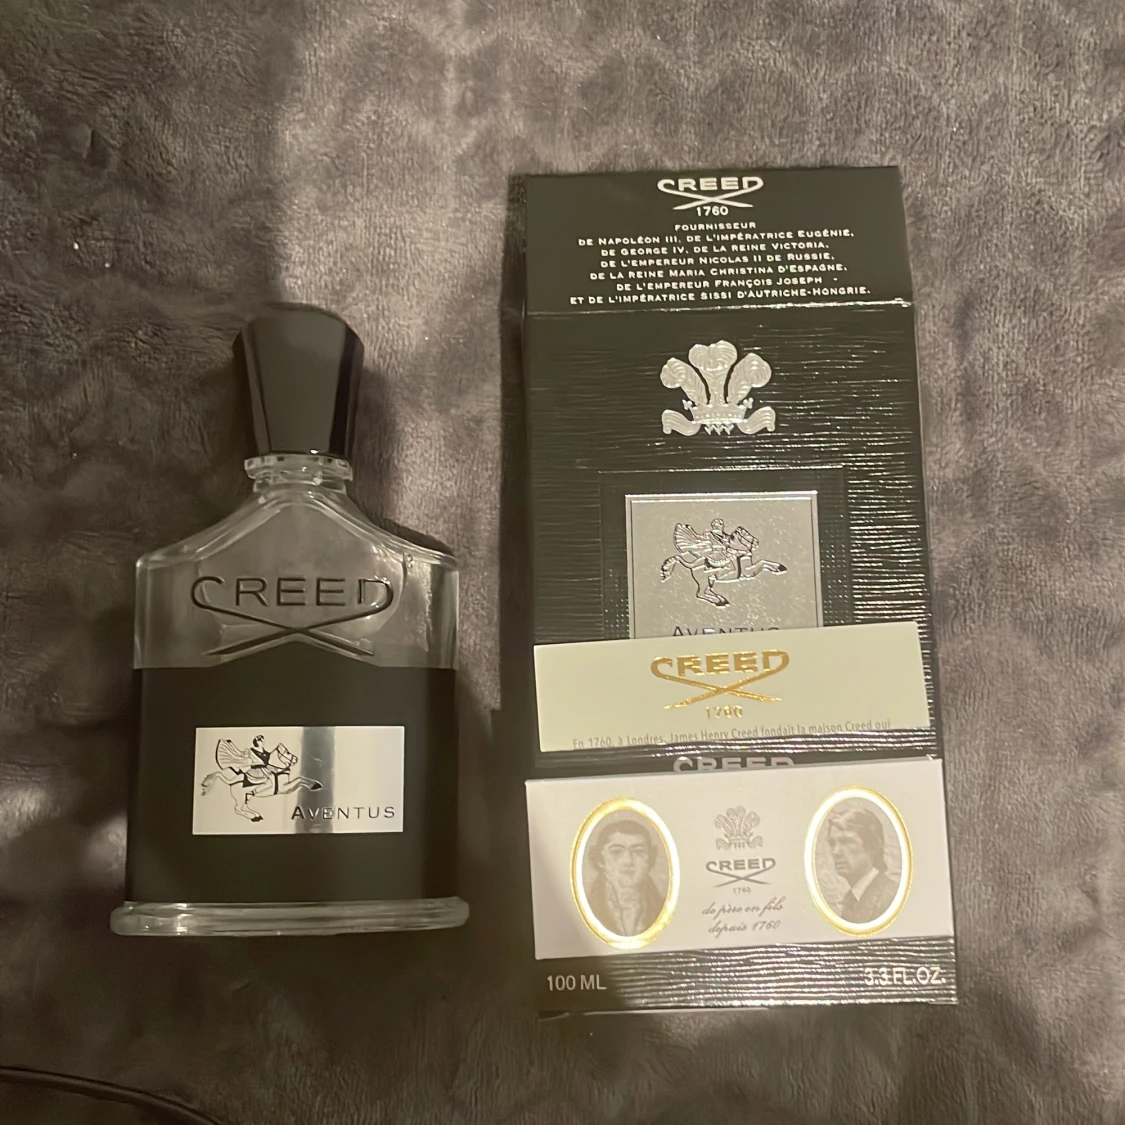 CREED
AVENTUS
CREED
1760
FOURNISSEUR
DE NAPOLÉON III, DE L'IMPÉRATRICE EUGÉNIE,
DE GEORGE IV, DE LA REINE VICTORIA,
DE L'EMPEREUR NICOLAS II DE RUSSIE,
DE LA REINE MARIA CHRISTINA D'ESPAGNE,
DE L'EMPEREUR FRANÇOIS JOSEPH
ET DE L'IMPÉRATRICE SISSI D'AUTRICHE-HONGRIE.
AVENTUS
CREED
1760
En 1760, à Londres, James Henry Creed fondait la maison Creed qui
CREED
CREED
1760
de père en fils
depuis 1760
100 ML
3.3 FL.OZ.